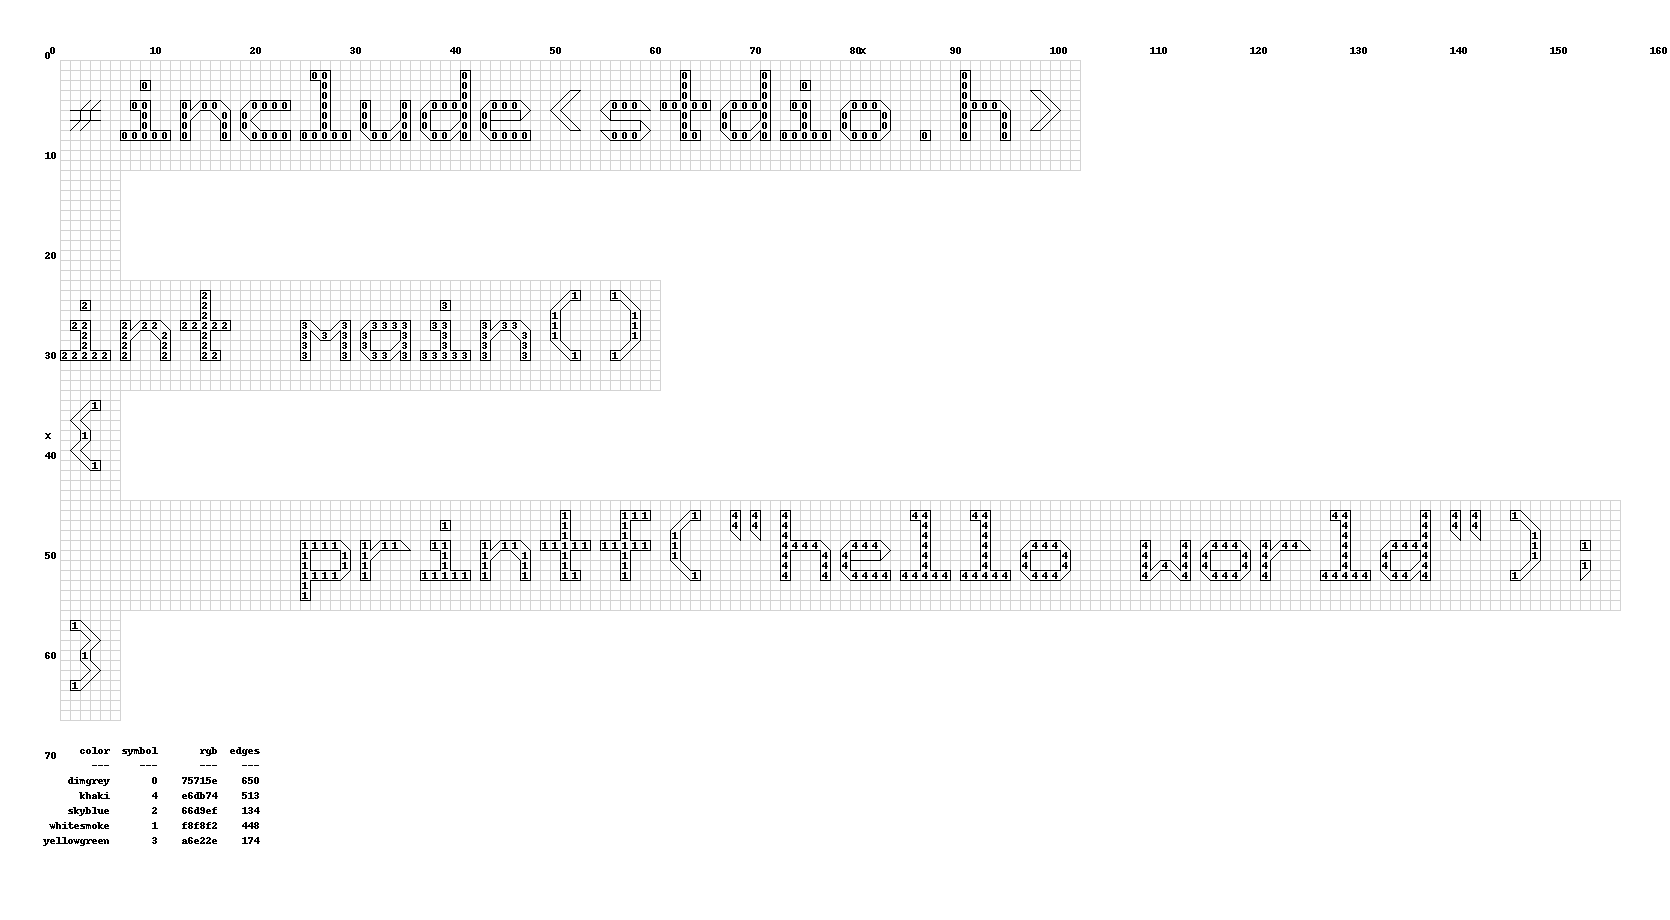 0 10 20 30 40 50 60 70 80x 90 100 110 120 130 140 150 160
0
#include<stdio.h>
10
20
int main()
30
{
x
40
printf("hello world");
50
}
60
70
color symbol rgb edges
--- --- --- ---
dimgrey 0 75715e 650
khaki 4 e6db74 513
skyblue 2 66d9ef 134
whitesmoke 1 f8f8f2 448
yellowgreen 3 a6e22e 174